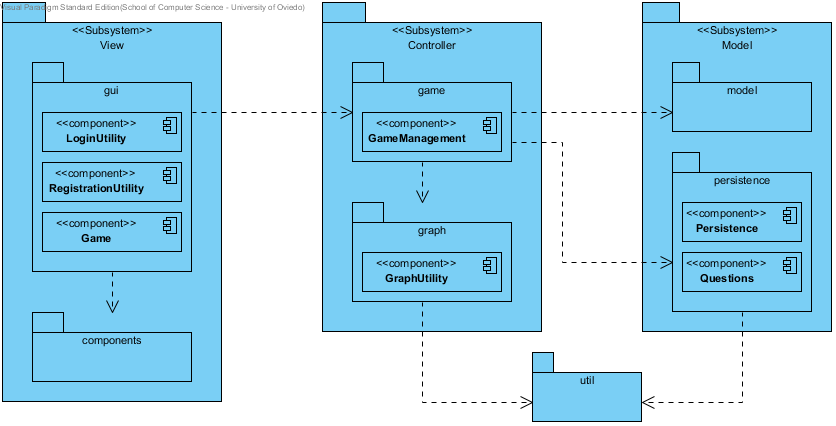 Visual Paradigm Standard Edition(School of Computer Science - University of Oviedo)
<<Subsystem>>
View
gui
<<component>>
LoginUtility
<<component>>
RegistrationUtility
<<component>>
Game
components
<<Subsystem>>
Controller
game
<<component>>
GameManagement
graph
<<component>>
GraphUtility
<<Subsystem>>
Model
model
persistence
<<component>>
Persistence
<<component>>
Questions
util